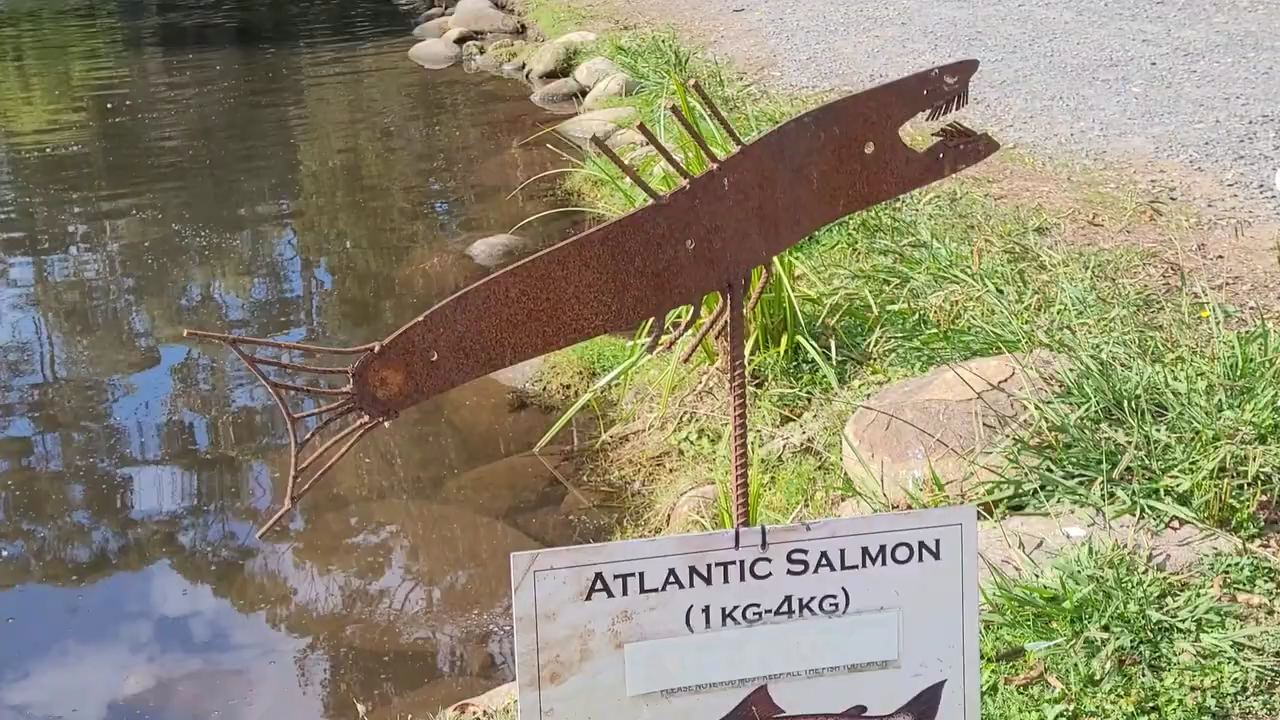 ATLANTIC SALMON
(1KG-4KG)
PLEASE NOTE YOU MUST KEEP ALL THE FISH YOU CATCH